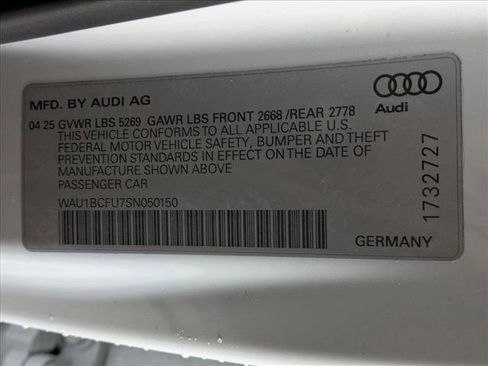 MFD. BY AUDI AG
Audi
04 25 GVWR LBS 5269 GAWR LBS FRONT 2668 /REAR 2778
THIS VEHICLE CONFORMS TO ALL APPLICABLE U.S.
FEDERAL MOTOR VEHICLE SAFETY, BUMPER AND THEFT
PREVENTION STANDARDS IN EFFECT ON THE DATE OF
MANUFACTURE SHOWN ABOVE.
PASSENGER CAR
WAU1BCFU7SN050150
17332727
GERMANY